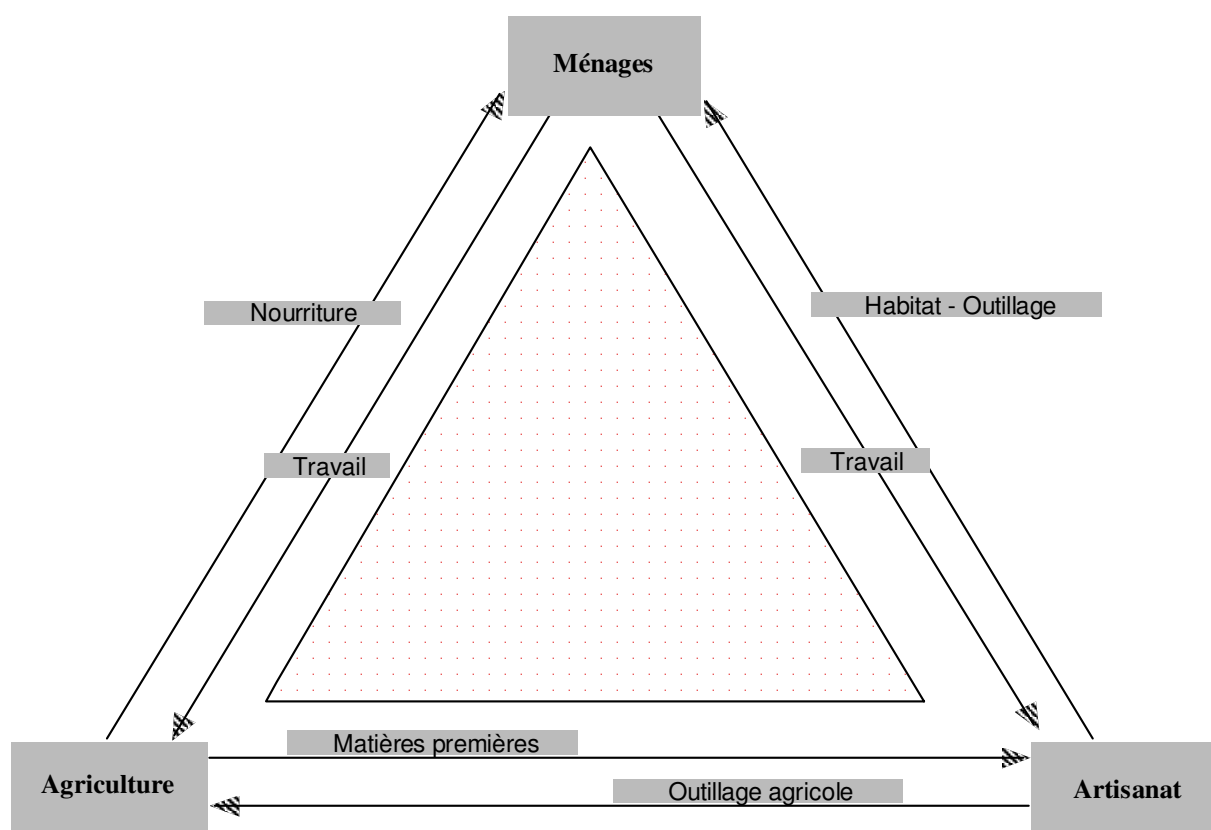 Ménages
Nourriture
Habitat - Outillage
Travail
Travail
Matières premières
Agriculture
Outillage agricole
Artisanat